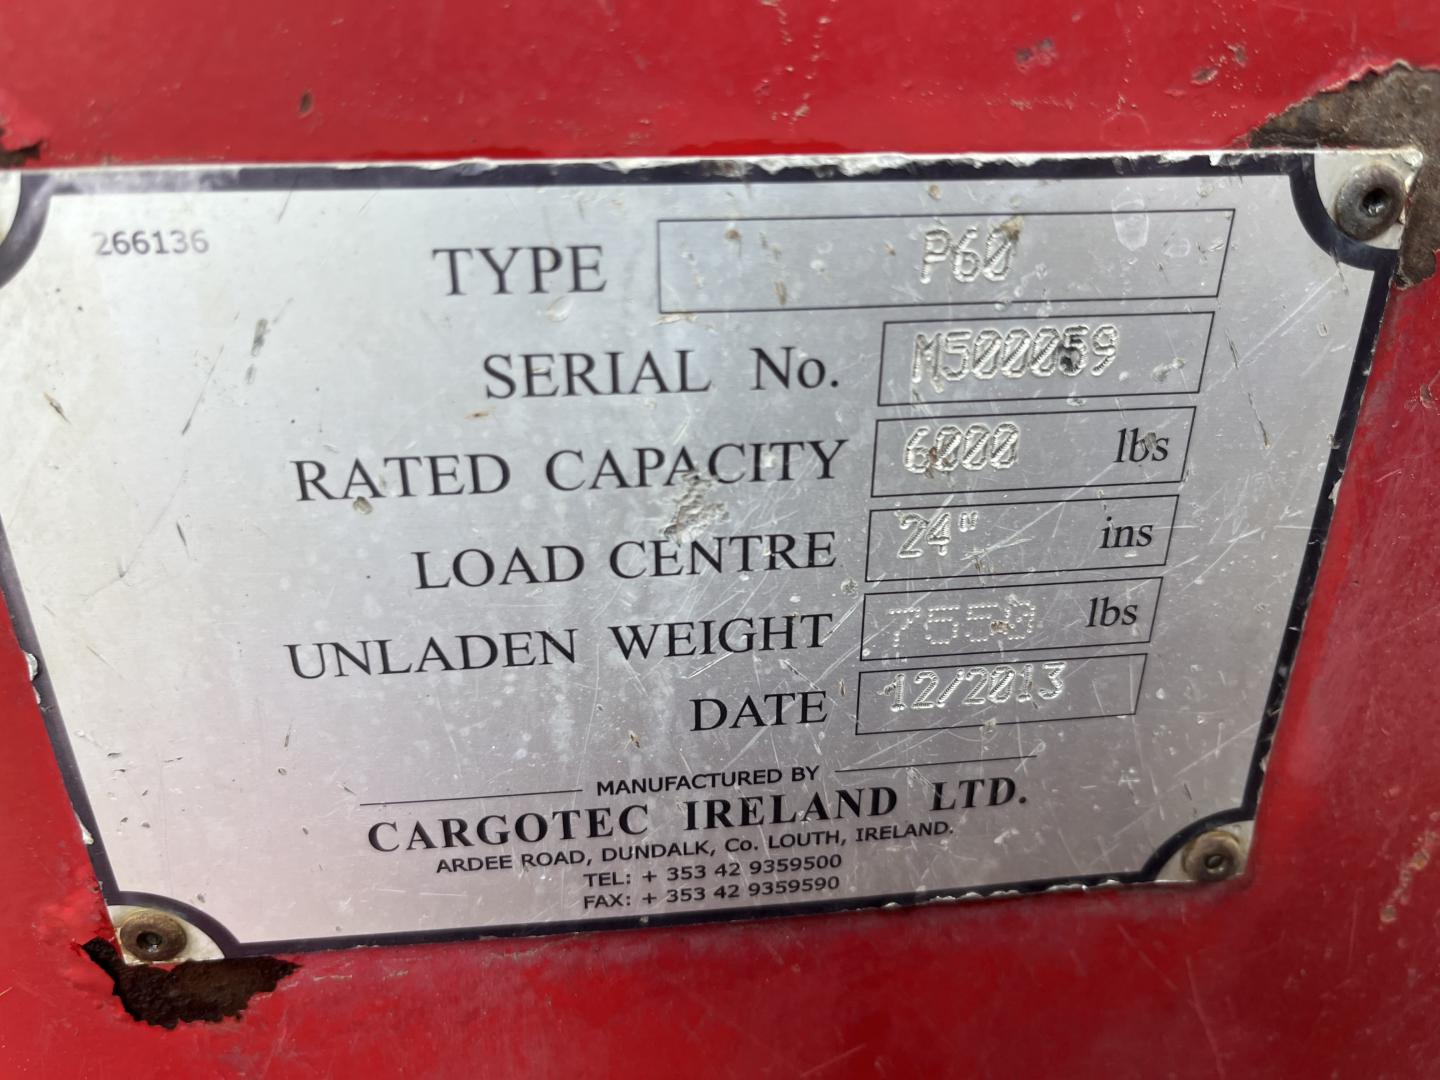 266136
TYPE P60
SERIAL No. M5000059
RATED CAPACITY 6000 lbs
LOAD CENTRE 24" ins
UNLADEN WEIGHT lbs
DATE 12/2013
MANUFACTURED BY
CARGOTEC IRELAND LTD.
ARDEE ROAD, DUNDALK, Co. LOUTH, IRELAND.
TEL: + 353 42 9359500
FAX: + 353 42 9359590